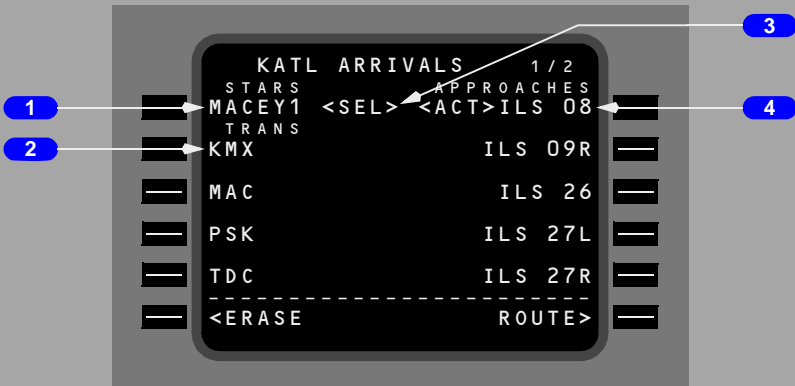 3
KATL ARRIVALS 1/2
STARS APPROACHES
1 MACEY1 <SEL> <ACT>ILS 08 4
TRANS
2 KMX ILS 09R
MAC ILS 26
PSK ILS 27L
TDC ILS 27R
------------------------
<ERASE ROUTE>